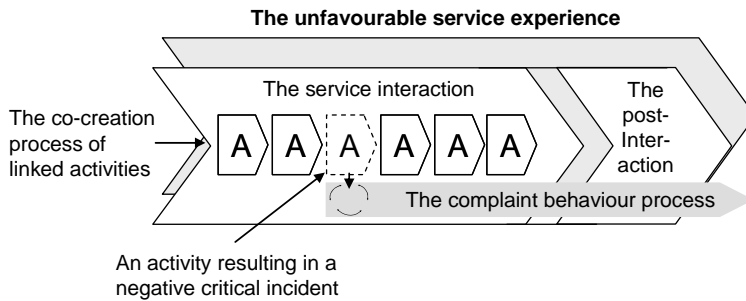 The unfavourable service experience
The service interaction
The co-creation
process of
linked activities
A A A A A A
The
post-
Inter-
action
The complaint behaviour process
An activity resulting in a
negative critical incident